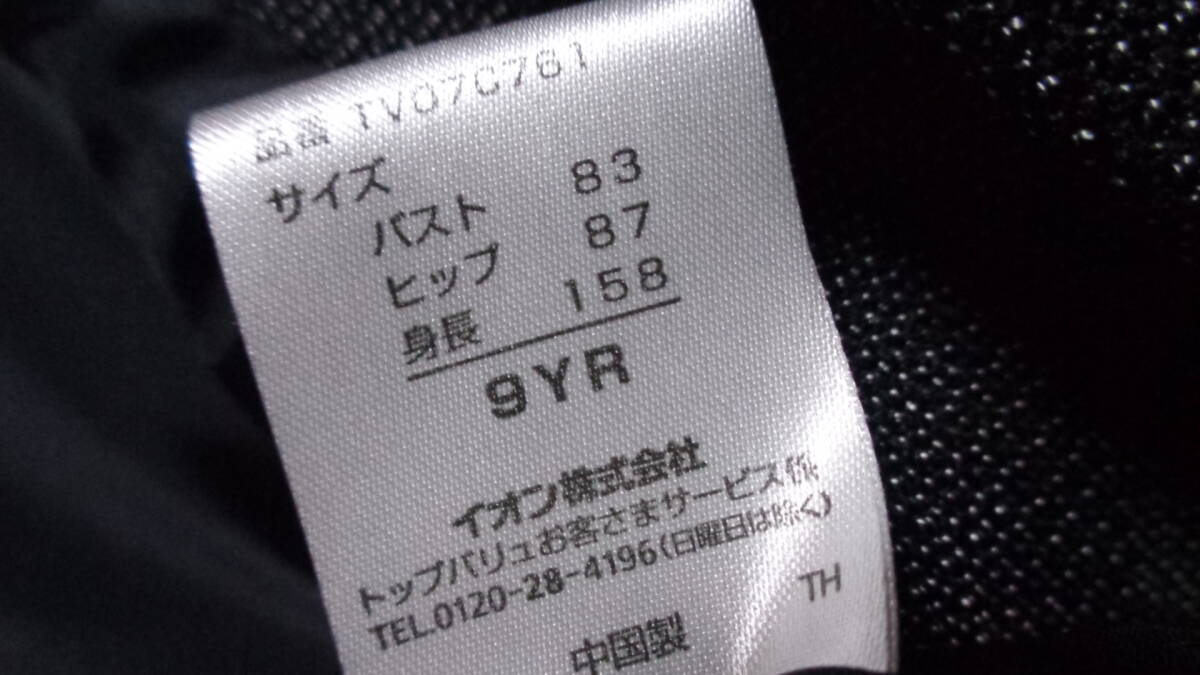 品番 TV07C761
サイズ
バスト 83
ヒップ 87
身長 158
9YR
イオン株式会社
トップバリュお客さまサービス係
TEL.0120-28-4196(日曜日は除く)
TH
中国製